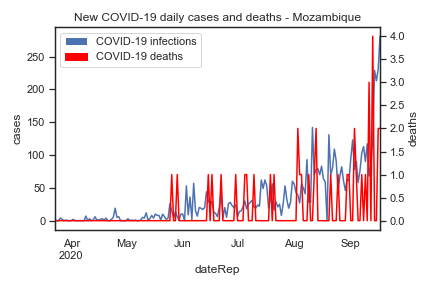 New COVID-19 daily cases and deaths - Mozambique
COVID-19 infections
COVID-19 deaths
250
200
150
100
50
0
cases
4.0
3.5
3.0
2.5
2.0
1.5
1.0
0.5
0.0
deaths
Apr May Jun Jul Aug Sep
2020
dateRep